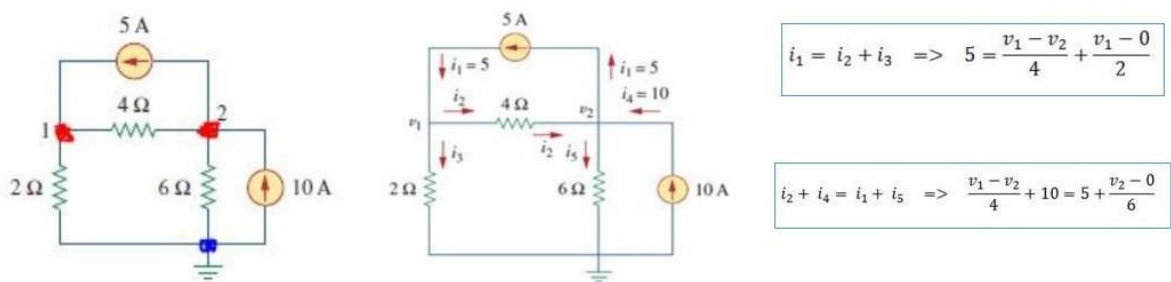 5 A
4 Ω
1
2
2 Ω
6 Ω
10 A
5 A
i₁ = 5
i₁ = 5
i₄ = 10
i₂
4 Ω
v₂
v₁
i₃
i₂
i₅
2 Ω
6 Ω
10 A
i₁ = i₂ + i₃ => 5 = (v₁ − v₂)/4 + (v₁ − 0)/2
i₂ + i₄ = i₁ + i₅ => (v₁ − v₂)/4 + 10 = 5 + (v₂ − 0)/6